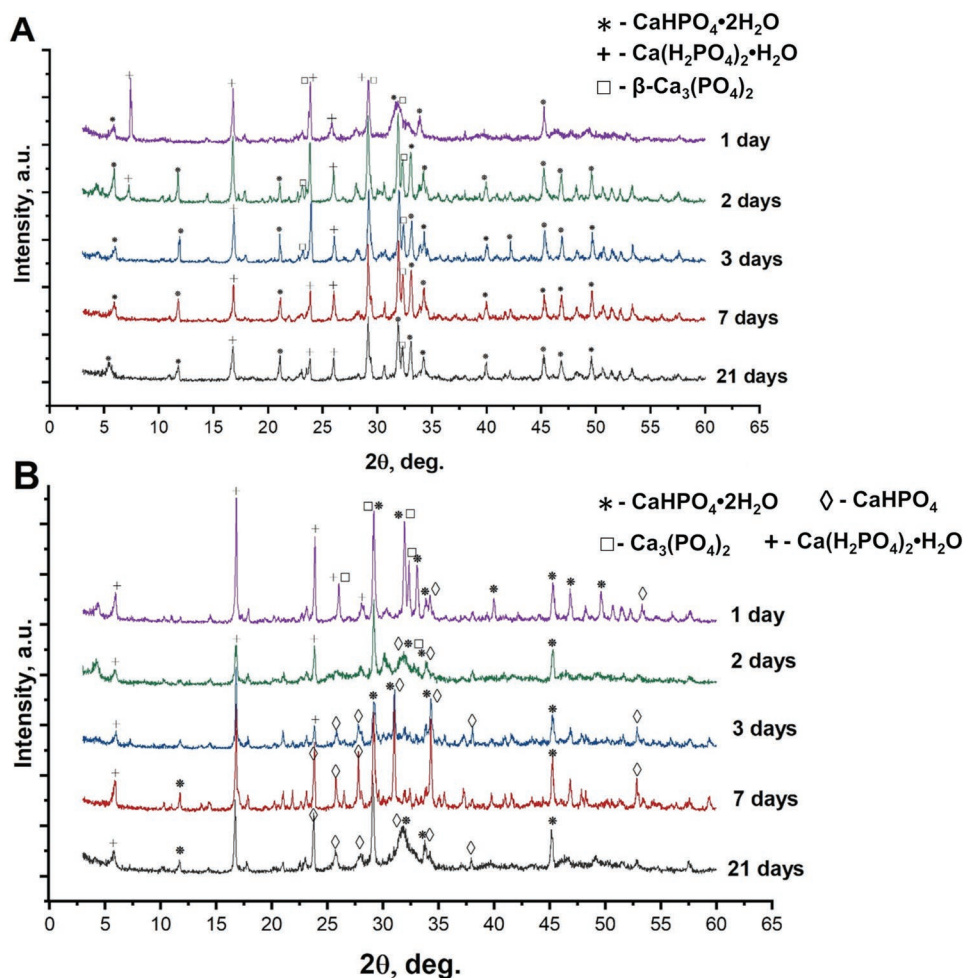 A
* - CaHPO₄•2H₂O
+ - Ca(H₂PO₄)₂•H₂O
□ - β-Ca₃(PO₄)₂
Intensity, a.u.
1 day
2 days
3 days
7 days
21 days
0 5 10 15 20 25 30 35 40 45 50 55 60 65
2θ, deg.
B
* - CaHPO₄•2H₂O ◊ - CaHPO₄
□ - Ca₃(PO₄)₂ + - Ca(H₂PO₄)₂•H₂O
Intensity, a.u.
1 day
2 days
3 days
7 days
21 days
0 5 10 15 20 25 30 35 40 45 50 55 60 65
2θ, deg.